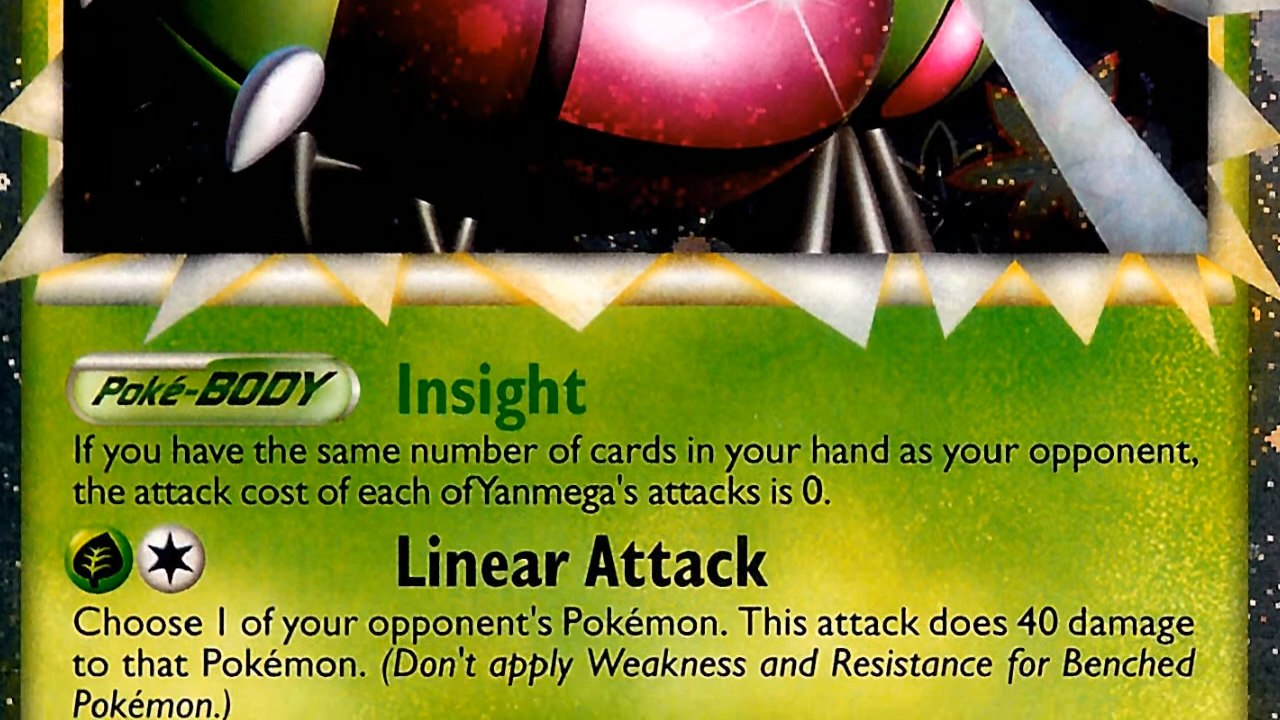 Poké-BODY Insight
If you have the same number of cards in your hand as your opponent,
the attack cost of each of Yanmega's attacks is 0.
Linear Attack
Choose 1 of your opponent's Pokémon. This attack does 40 damage
to that Pokémon. (Don't apply Weakness and Resistance for Benched
Pokémon.)